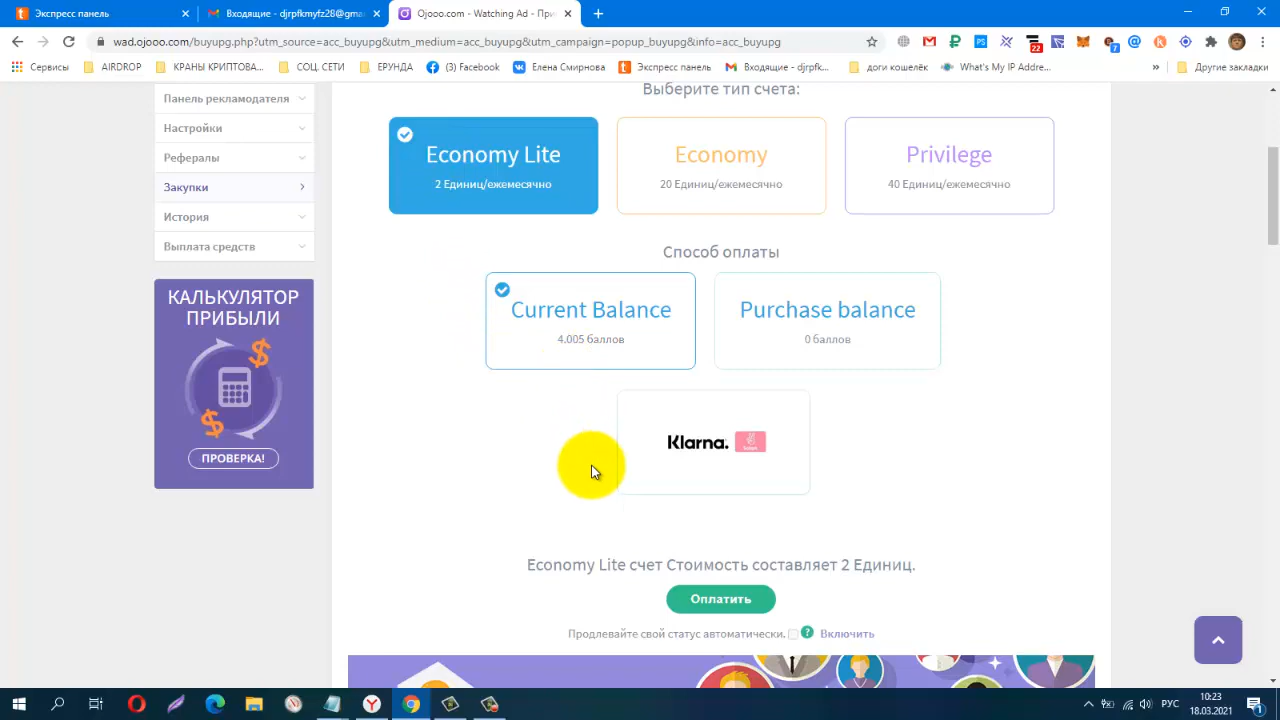 Экспресс панель
Входящие - djrpfkmyfz28@gma
Ojooo.com - Watching Ad - При
wad.ojooo.com/buyupg.php?utm_source=acc_buyupg&utm_medium=acc_buyupg&utm_campaign=popup_buyupg&info=acc_buyupg
22
7
Сервисы
AIRDROP
КРАНЫ КРИПТОВА...
СОЦ. СЕТИ
ЕРУНДА
(3) Facebook
Елена Смирнова
Экспресс панель
Входящие - djrpfk...
доги кошелёк
What's My IP Addre...
»
Другие закладки
Панель рекламодателя
Настройки
Рефералы
Закупки
История
Выплата средств
КАЛЬКУЛЯТОР
ПРИБЫЛИ
ПРОВЕРКА!
Выберите тип счета:
Economy Lite
2 Единиц/ежемесячно
Economy
20 Единиц/ежемесячно
Privilege
40 Единиц/ежемесячно
Способ оплаты
Current Balance
4.005 баллов
Purchase balance
0 баллов
Klarna.
Economy Lite счет Стоимость составляет 2 Единиц.
Оплатить
Продлевайте свой статус автоматически.
? Включить
РУС
10:23
18.03.2021